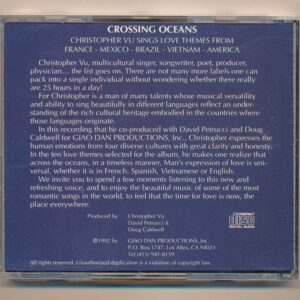 CROSSING OCEANS
CHRISTOPHER VU SINGS LOVE THEMES FROM
FRANCE - MEXICO - BRAZIL - VIETNAM - AMERICA
Christopher Vu, multicultural singer, songwriter, poet, producer,
physician... the list goes on. There are not many more labels one can
pack into a single individual without wondering whether there really
are 25 hours in a day!
For Christopher is a man of many talents whose musical versatility
and ability to sing beautifully in different languages reflect an under-
standing of the rich cultural heritage embodied in the countries where
those languages originate.
In this recording that he co-produced with David Petrucci and Doug
Caldwell for GIAO DAN PRODUCTIONS, Inc., Christopher expresses the
human emotions from four diverse cultures with great clarity and honesty.
In the ten love themes selected for the album, he makes one realize that
across the oceans, in a timeless manner, Man's expression of love is uni-
versal, whether it is in French, Spanish, Vietnamese or English.
We invite you to spend a few moments listening to this new and
refreshing voice, and to enjoy the beautiful music of some of the most
romantic songs in the world, to feel that the time for love is now, the
place everywhere.
Produced by Christopher Vu
David Petrucci &
Doug Caldwell
COMPACT
disc
DIGITAL AUDIO
℗1992 by GIAO DAN PRODUCTIONS, Inc.
P.O. Box 1747, Los Altos, CA 94023
Tel:(415) 941-8139
All rights reserved. Unauthorized duplication is a violation of copyright law.